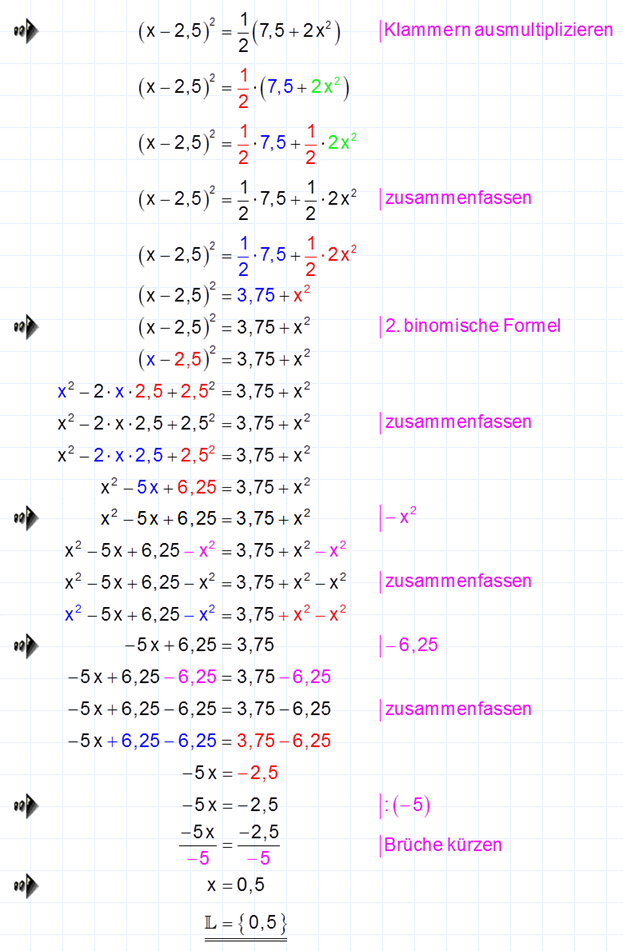 (x − 2,5)² = 1/2 (7,5 + 2x²) |Klammern ausmultiplizieren
(x − 2,5)² = 1/2 · (7,5 + 2x²)
(x − 2,5)² = 1/2 · 7,5 + 1/2 · 2x²
(x − 2,5)² = 1/2 · 7,5 + 1/2 · 2x² |zusammenfassen
(x − 2,5)² = 1/2 · 7,5 + 1/2 · 2x²
(x − 2,5)² = 3,75 + x²
(x − 2,5)² = 3,75 + x² |2. binomische Formel
(x − 2,5)² = 3,75 + x²
x² − 2 · x · 2,5 + 2,5² = 3,75 + x²
x² − 2 · x · 2,5 + 2,5² = 3,75 + x² |zusammenfassen
x² − 2 · x · 2,5 + 2,5² = 3,75 + x²
x² − 5x + 6,25 = 3,75 + x²
x² − 5x + 6,25 = 3,75 + x² |− x²
x² − 5x + 6,25 − x² = 3,75 + x² − x²
x² − 5x + 6,25 − x² = 3,75 + x² − x² |zusammenfassen
x² − 5x + 6,25 − x² = 3,75 + x² − x²
−5x + 6,25 = 3,75 |− 6,25
−5x + 6,25 − 6,25 = 3,75 − 6,25
−5x + 6,25 − 6,25 = 3,75 − 6,25 |zusammenfassen
−5x + 6,25 − 6,25 = 3,75 − 6,25
−5x = −2,5
−5x = −2,5 |: (−5)
−5x/−5 = −2,5/−5 |Brüche kürzen
x = 0,5
𝕃 = {0,5}